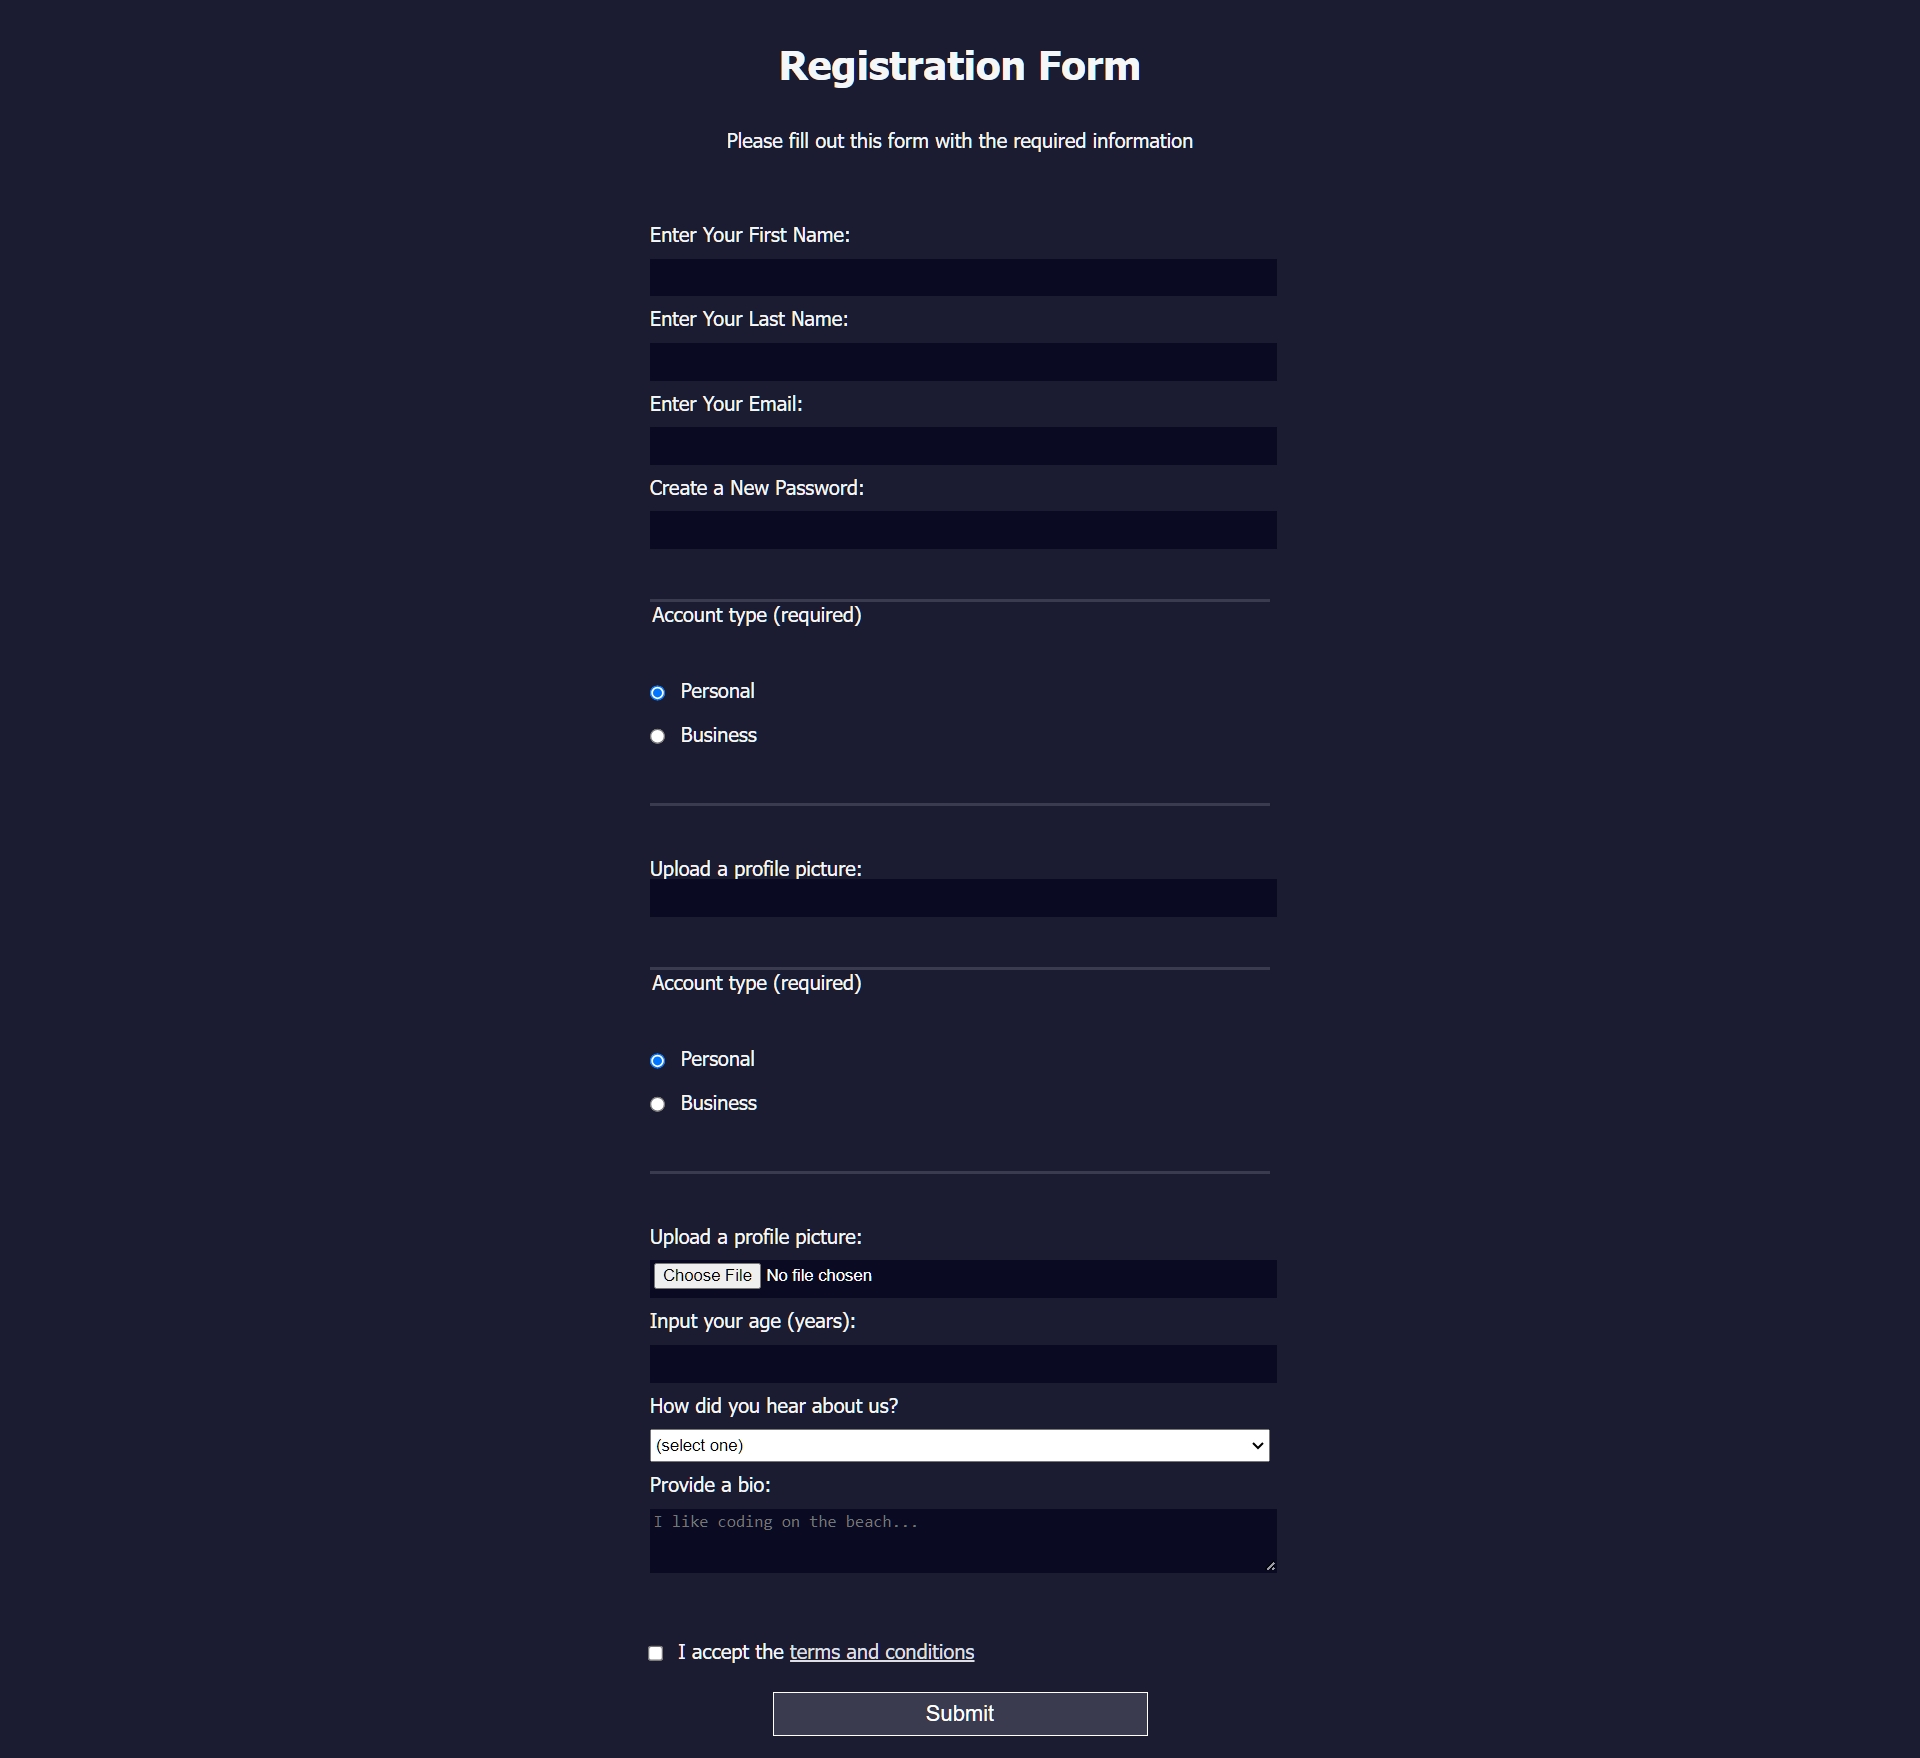 Registration Form
Please fill out this form with the required information
Enter Your First Name:
Enter Your Last Name:
Enter Your Email:
Create a New Password:
Account type (required)
Personal
Business
Upload a profile picture:
Account type (required)
Personal
Business
Upload a profile picture:
Choose File No file chosen
Input your age (years):
How did you hear about us?
(select one)
Provide a bio:
I like coding on the beach...
I accept the terms and conditions
Submit